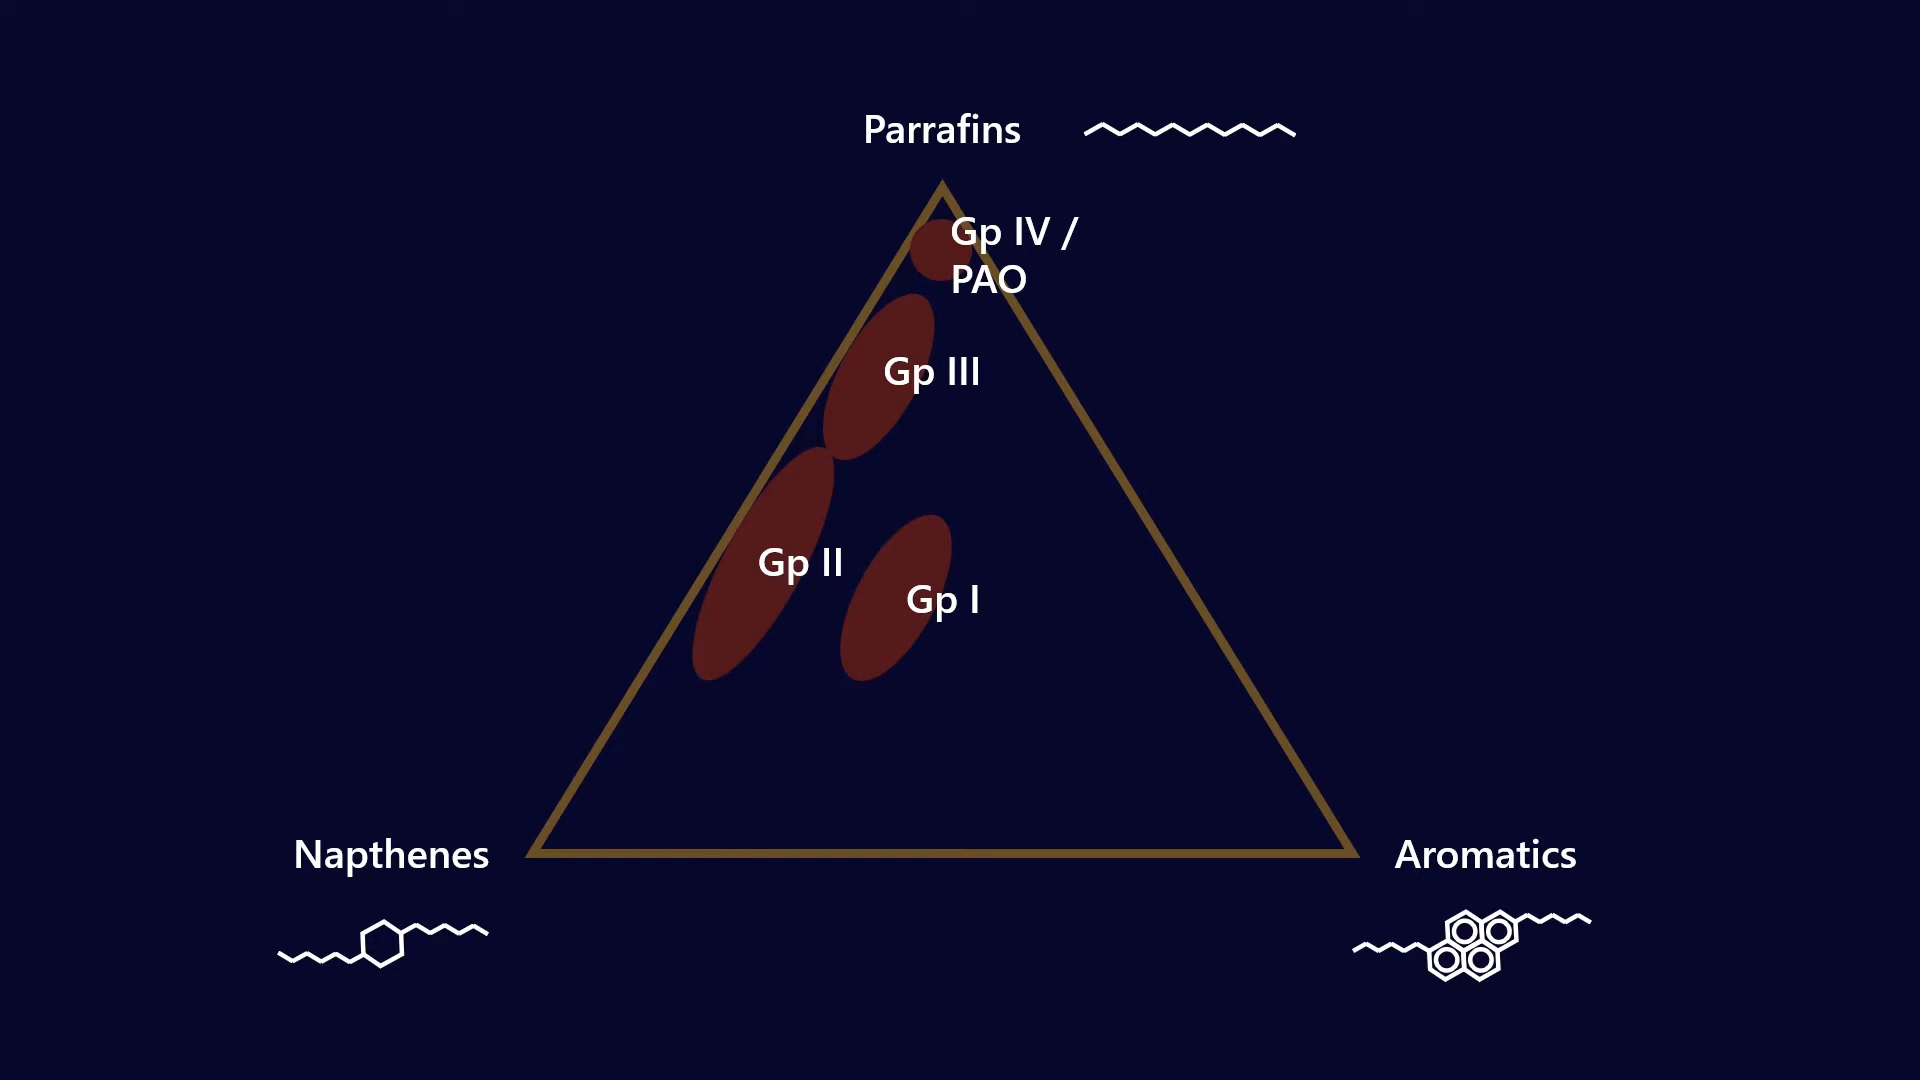 Parrafins
Gp IV /
PAO
Gp III
Gp II
Gp I
Napthenes
Aromatics